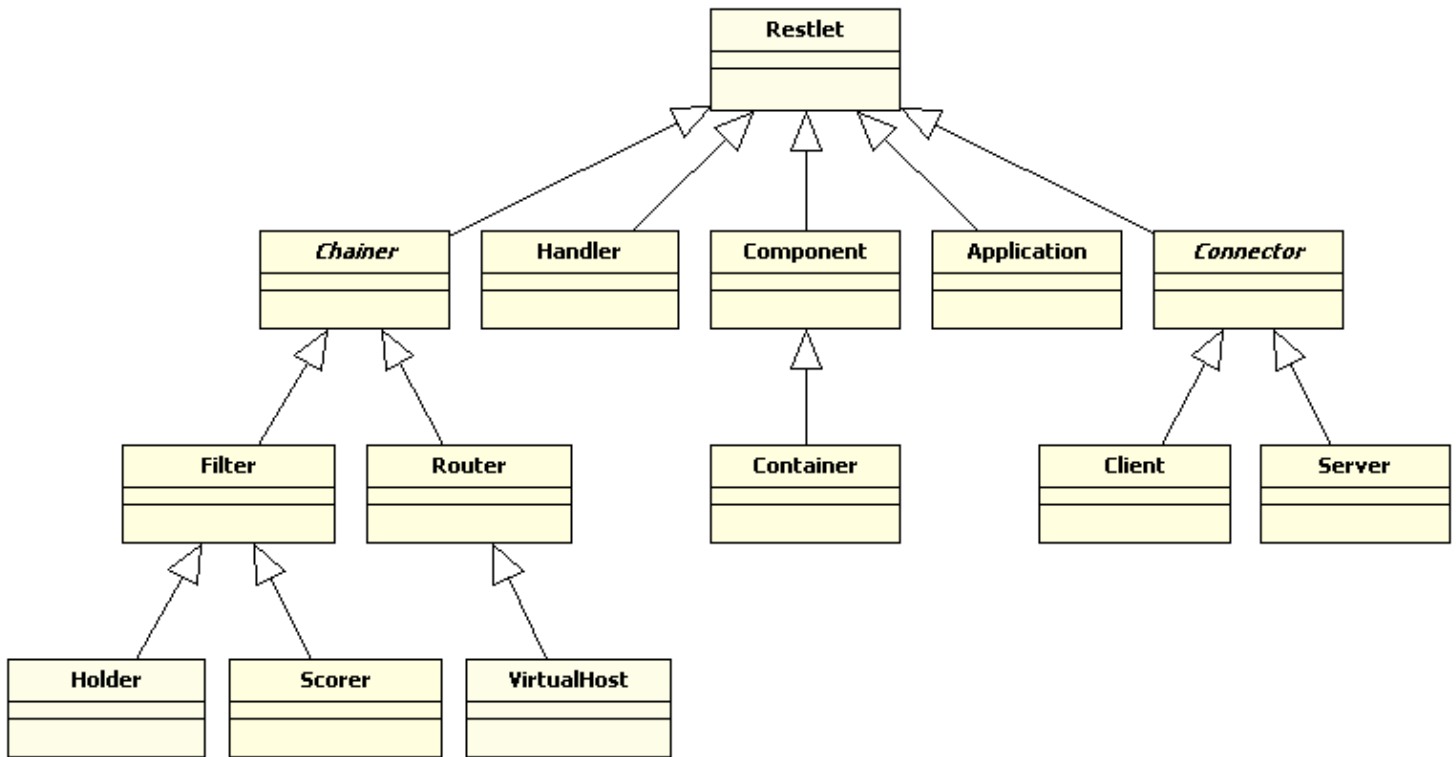 Restlet
Chainer
Handler
Component
Application
Connector
Filter
Router
Container
Client
Server
Holder
Scorer
VirtualHost